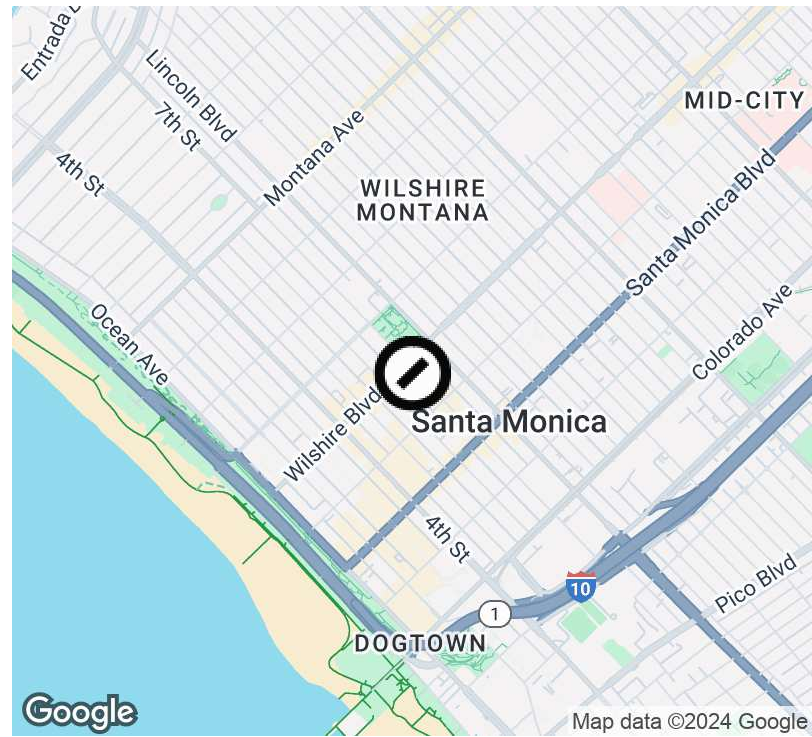 Entrada D
Lincoln Blvd
7th St
4th St
Montana Ave
MID-CITY
WILSHIRE
MONTANA
Santa Monica Blvd
Ocean Ave
Colorado Ave
Wilshire Blvd
Santa Monica
4th St
10
1
Pico Blvd
DOGTOWN
Google
Map data ©2024 Google